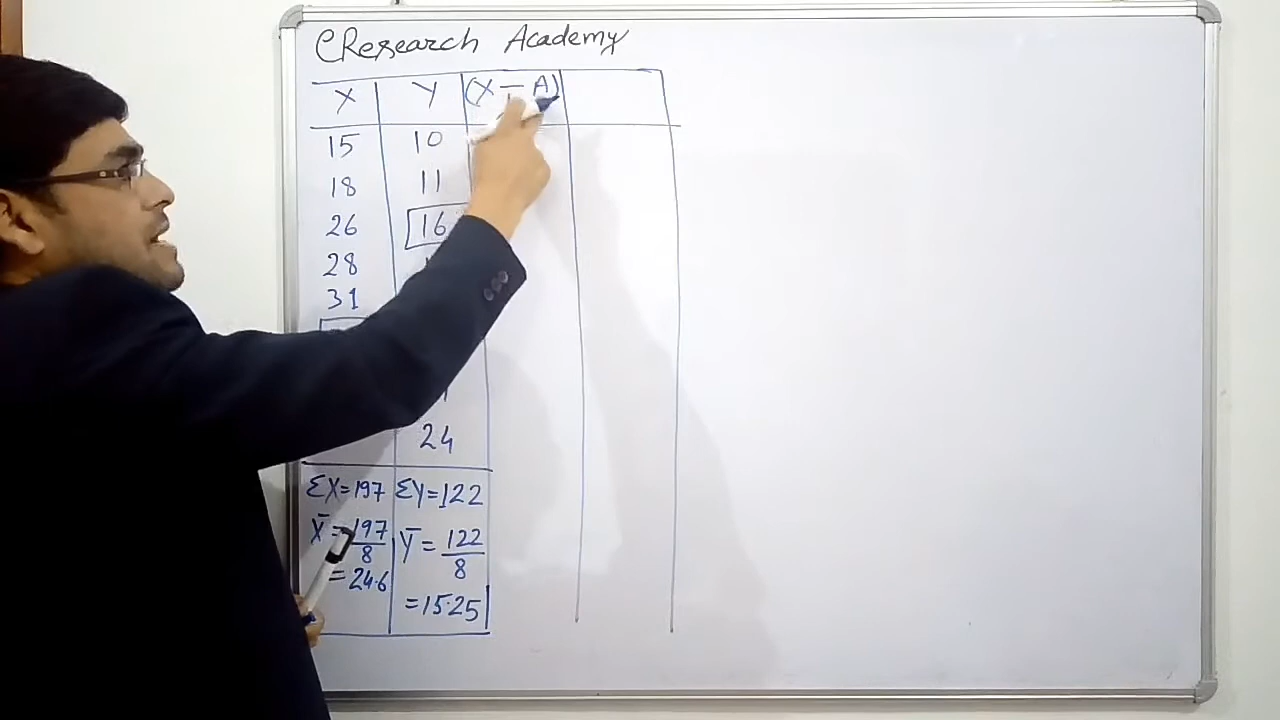 CResearch Academy
X Y (X - A)
15 10
18 11
26 16
28
31
24
ΣX=197 ΣY=122
X̄ = 197/8 Ȳ = 122/8
= 24.6 = 15.25